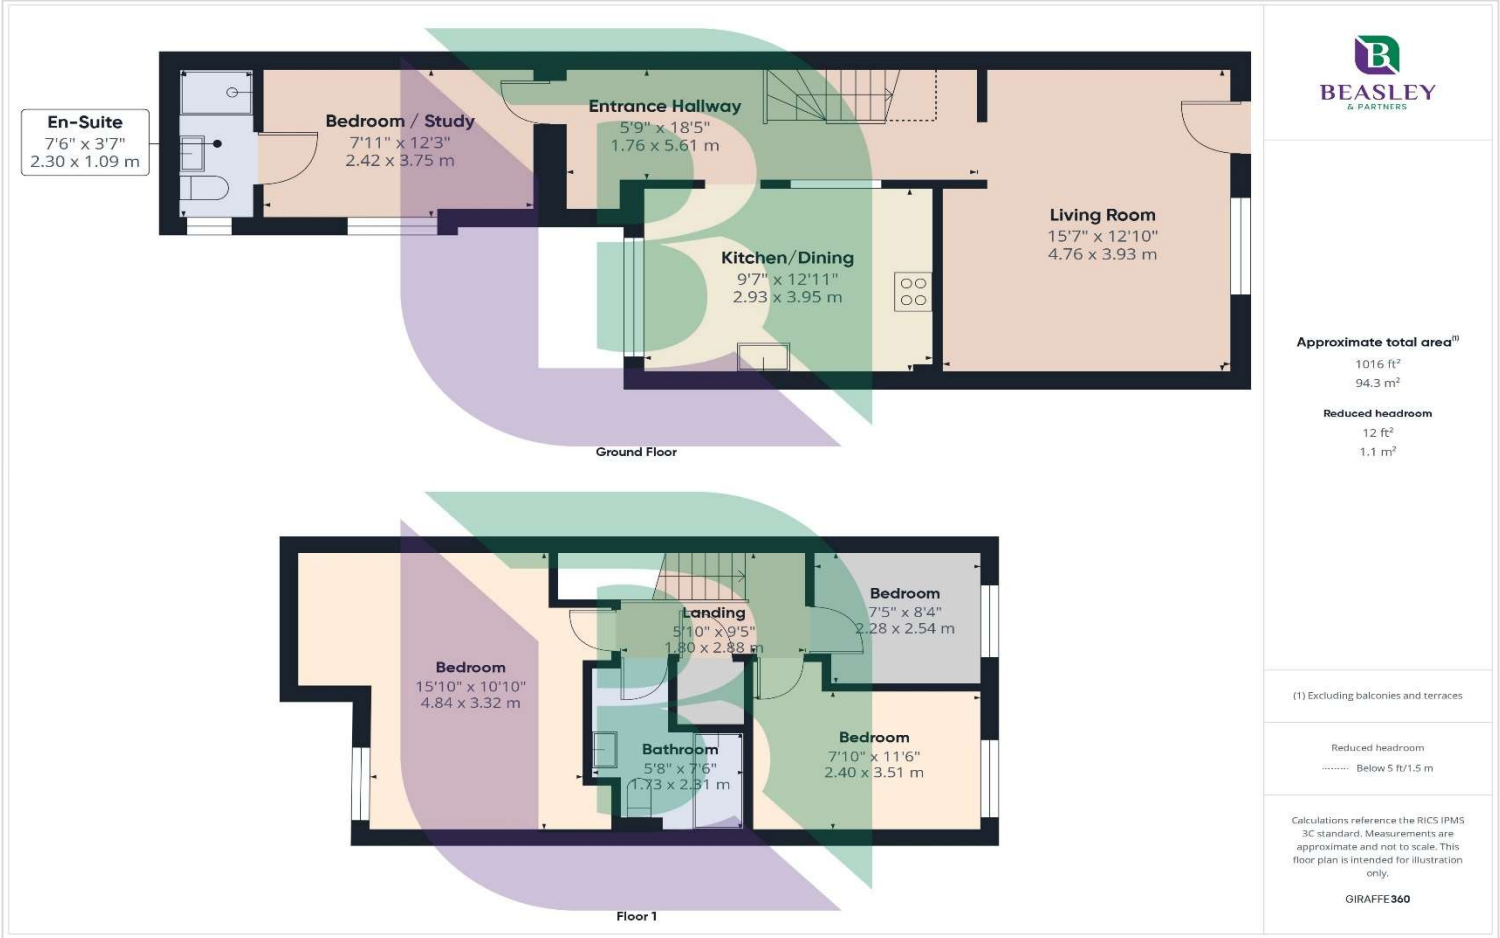 En-Suite
7'6" x 3'7"
2.30 x 1.09 m
Bedroom / Study
7'11" x 12'3"
2.42 x 3.75 m
Entrance Hallway
5'9" x 18'5"
1.76 x 5.61 m
Kitchen/Dining
9'7" x 12'11"
2.93 x 3.95 m
Living Room
15'7" x 12'10"
4.76 x 3.93 m
Ground Floor
Bedroom
15'10" x 10'10"
4.84 x 3.32 m
Landing
5'10" x 9'5"
1.80 x 2.88 m
Bedroom
7'5" x 8'4"
2.28 x 2.54 m
Bathroom
5'8" x 7'6"
1.73 x 2.31 m
Bedroom
7'10" x 11'6"
2.40 x 3.51 m
Floor 1
B
BEASLEY
& PARTNERS
Approximate total area(1)
1016 ft²
94.3 m²
Reduced headroom
12 ft²
1.1 m²
(1) Excluding balconies and terraces
Reduced headroom
Below 5 ft/1.5 m
Calculations reference the RICS IPMS
3C standard. Measurements are
approximate and not to scale. This
floor plan is intended for illustration
only.
GIRAFFE360